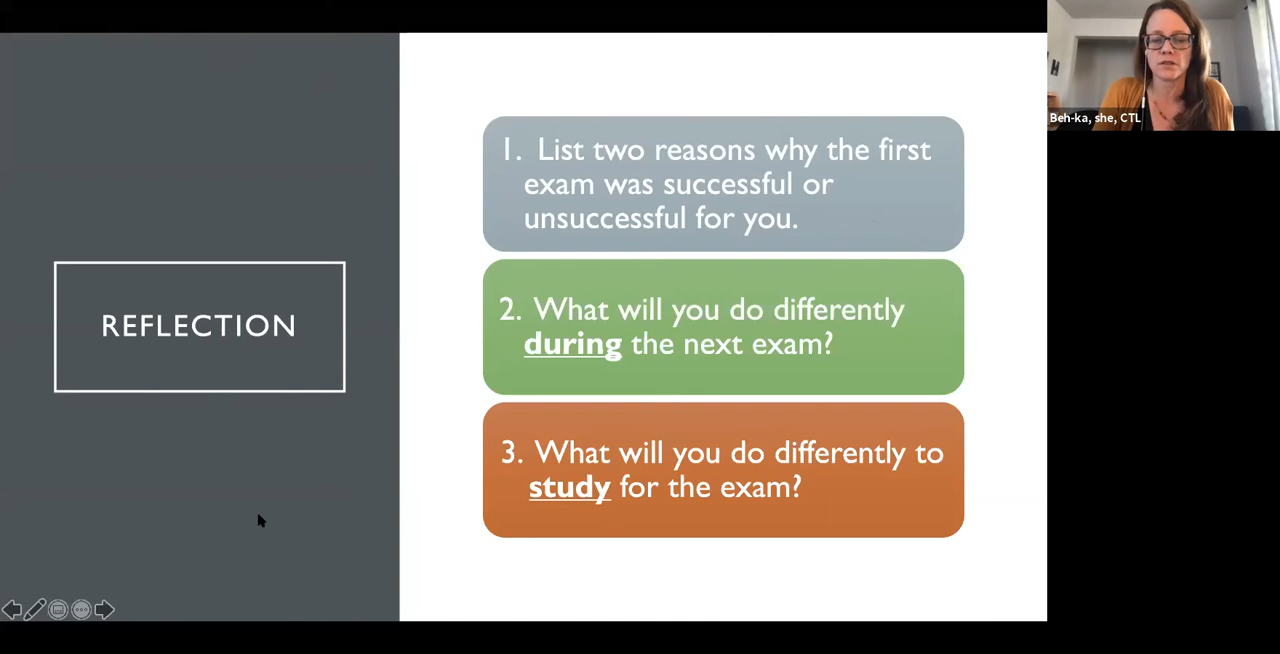 REFLECTION
1. List two reasons why the first
exam was successful or
unsuccessful for you.
2. What will you do differently
during the next exam?
3. What will you do differently to
study for the exam?
Beh-ka, she, CTL